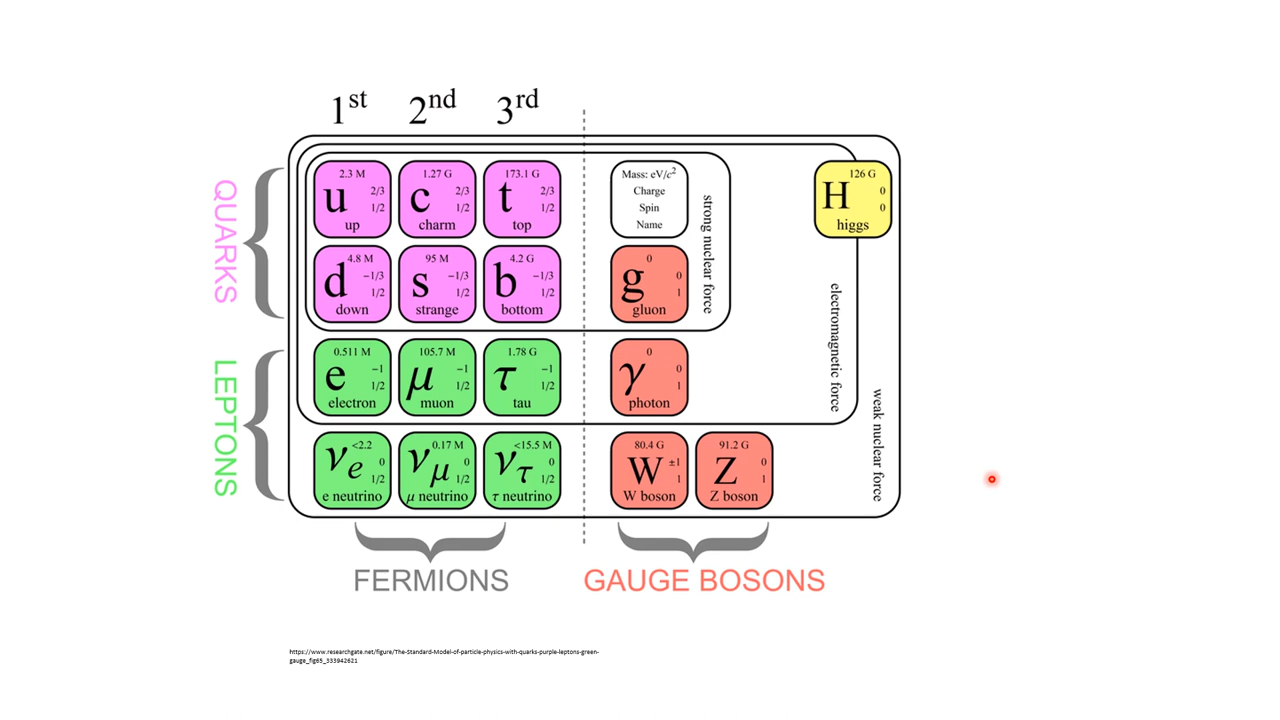 1st 2nd 3rd
QUARKS
2.3 M
u 2/3
1/2
up
1.27 G
c 2/3
1/2
charm
173.1 G
t 2/3
1/2
top
Mass: eV/c²
Charge
Spin
Name
strong nuclear force
126 G
H 0
0
higgs
4.8 M
d −1/3
1/2
down
95 M
s −1/3
1/2
strange
4.2 G
b −1/3
1/2
bottom
0
g 0
1
gluon
electromagnetic force
LEPTONS
0.511 M
e −1
1/2
electron
105.7 M
μ −1
1/2
muon
1.78 G
τ −1
1/2
tau
0
γ 0
1
photon
weak nuclear force
<2.2
νe 0
1/2
e neutrino
0.17 M
νμ 0
1/2
μ neutrino
<15.5 M
ντ 0
1/2
τ neutrino
80.4 G
W ±1
1
W boson
91.2 G
Z 0
1
Z boson
FERMIONS
GAUGE BOSONS
https://www.researchgate.net/figure/The-Standard-Model-of-particle-physics-with-quarks-purple-leptons-green-
gauge_fig65_333942621